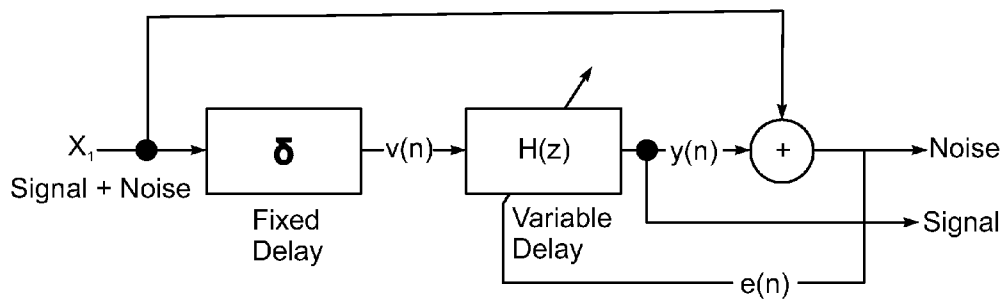 X₁
Signal + Noise
δ
Fixed
Delay
v(n)
H(z)
Variable
Delay
y(n)
+
Noise
Signal
e(n)